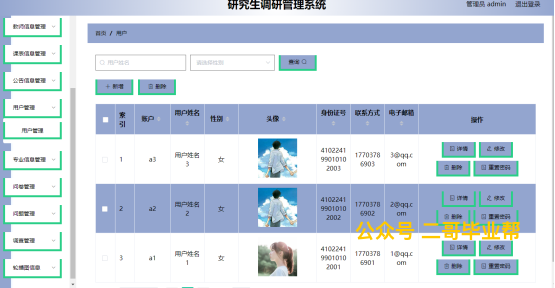 研究生调研管理系统
管理员 admin 退出登录
教师信息管理
课表信息管理
公告信息管理
用户管理
用户管理
专业信息管理
问卷管理
问题管理
调查管理
轮播图信息
首页 / 用户
用户姓名
请选择性别
查询
+ 新增
删除
索引 账户 用户姓名 性别 头像 身份证号 联系方式 电子邮箱 操作
1 a3 用户姓名3 女 410224199010102003 17703786903 3@qq.com 详情 修改 删除 重置密码
2 a2 用户姓名2 女 410224199010102002 17703786902 2@qq.com 详情 修改 删除 重置密码
3 a1 用户姓名1 女 410224199010102001 17703786901 1@qq.com 详情 修改 删除 重置密码
公众号 二哥毕业帮